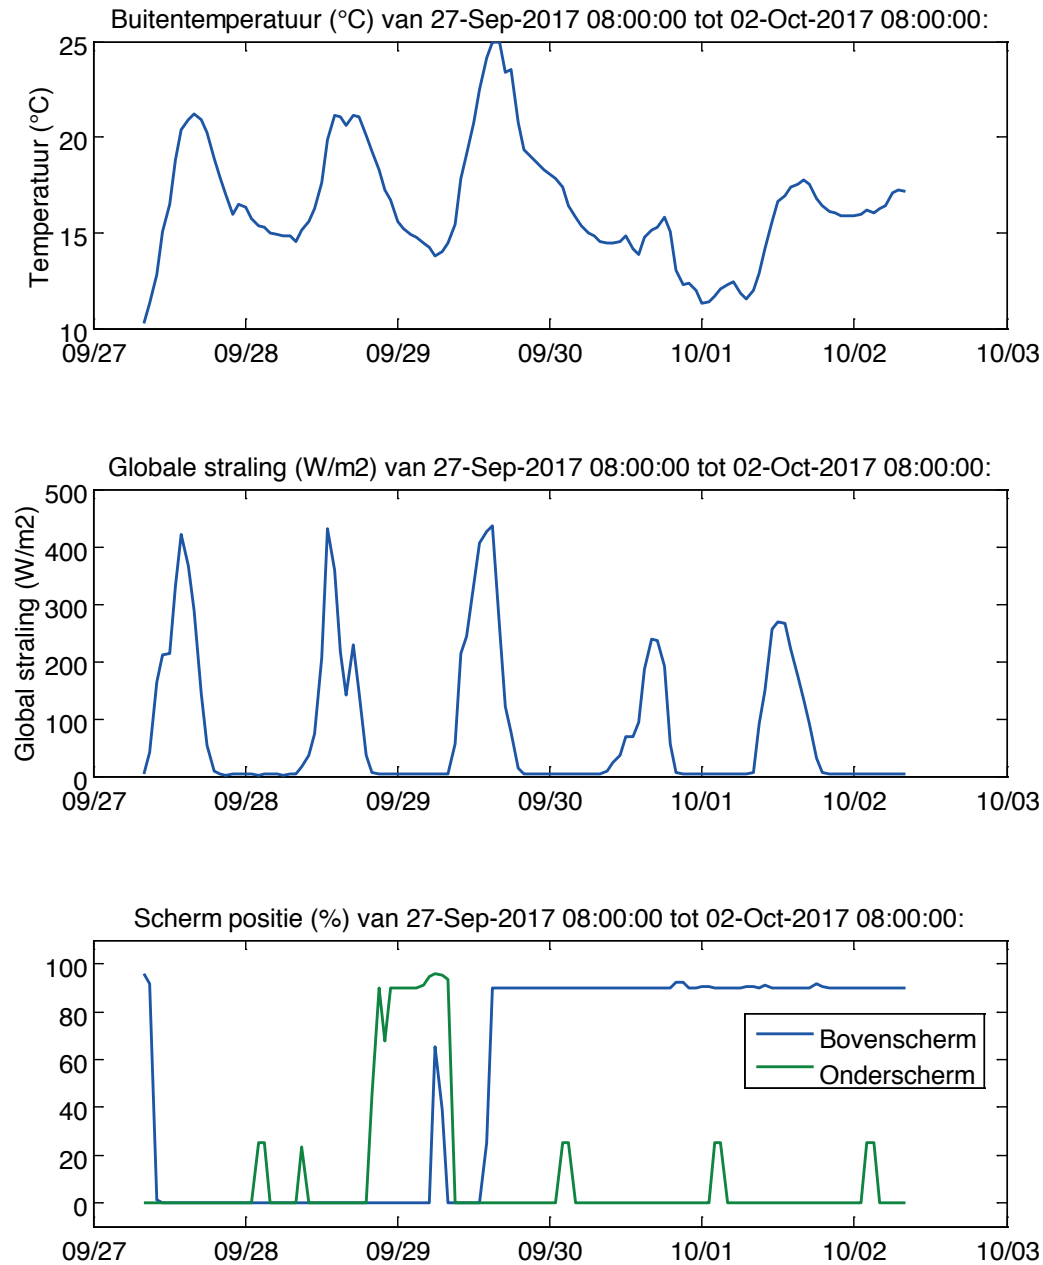 Buitentemperatuur (°C) van 27-Sep-2017 08:00:00 tot 02-Oct-2017 08:00:00:
Temperatuur (°C)
25
20
15
10
09/27 09/28 09/29 09/30 10/01 10/02 10/03
Globale straling (W/m2) van 27-Sep-2017 08:00:00 tot 02-Oct-2017 08:00:00:
Global straling (W/m2)
500
400
300
200
100
0
09/27 09/28 09/29 09/30 10/01 10/02 10/03
Scherm positie (%) van 27-Sep-2017 08:00:00 tot 02-Oct-2017 08:00:00:
100
80
60
40
20
0
Bovenscherm
Onderscherm
09/27 09/28 09/29 09/30 10/01 10/02 10/03